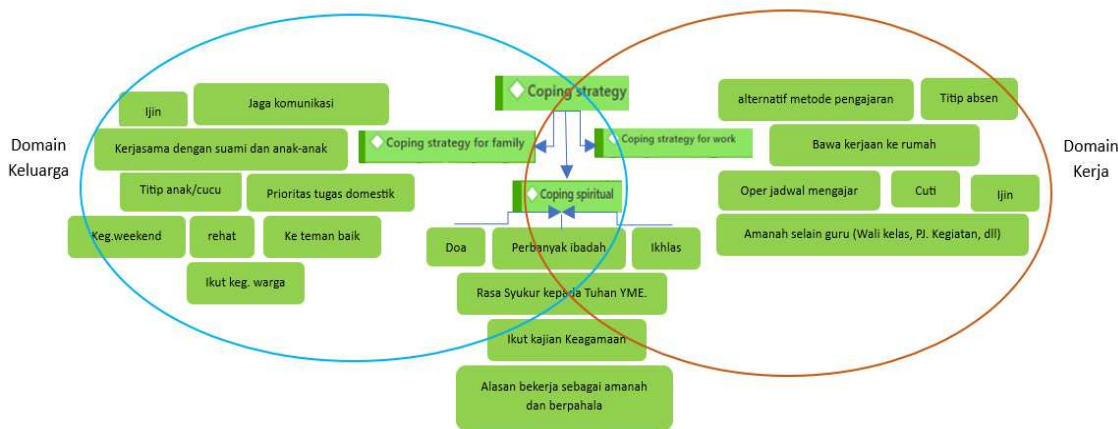 Coping strategy
Ijin
Jaga komunikasi
alternatif metode pengajaran
Titip absen
Domain
Keluarga
Kerjasama dengan suami dan anak-anak
Coping strategy for family
Coping strategy for work
Bawa kerjaan ke rumah
Domain
Kerja
Titip anak/cucu
Prioritas tugas domestik
Coping spiritual
Oper jadwal mengajar
Cuti
Ijin
Keg.weekend
rehat
Ke teman baik
Doa
Perbanyak ibadah
Ikhlas
Amanah selain guru (Wali kelas, PJ. Kegiatan, dll)
Ikut keg. warga
Rasa Syukur kepada Tuhan YME.
Ikut kajian Keagamaan
Alasan bekerja sebagai amanah
dan berpahala